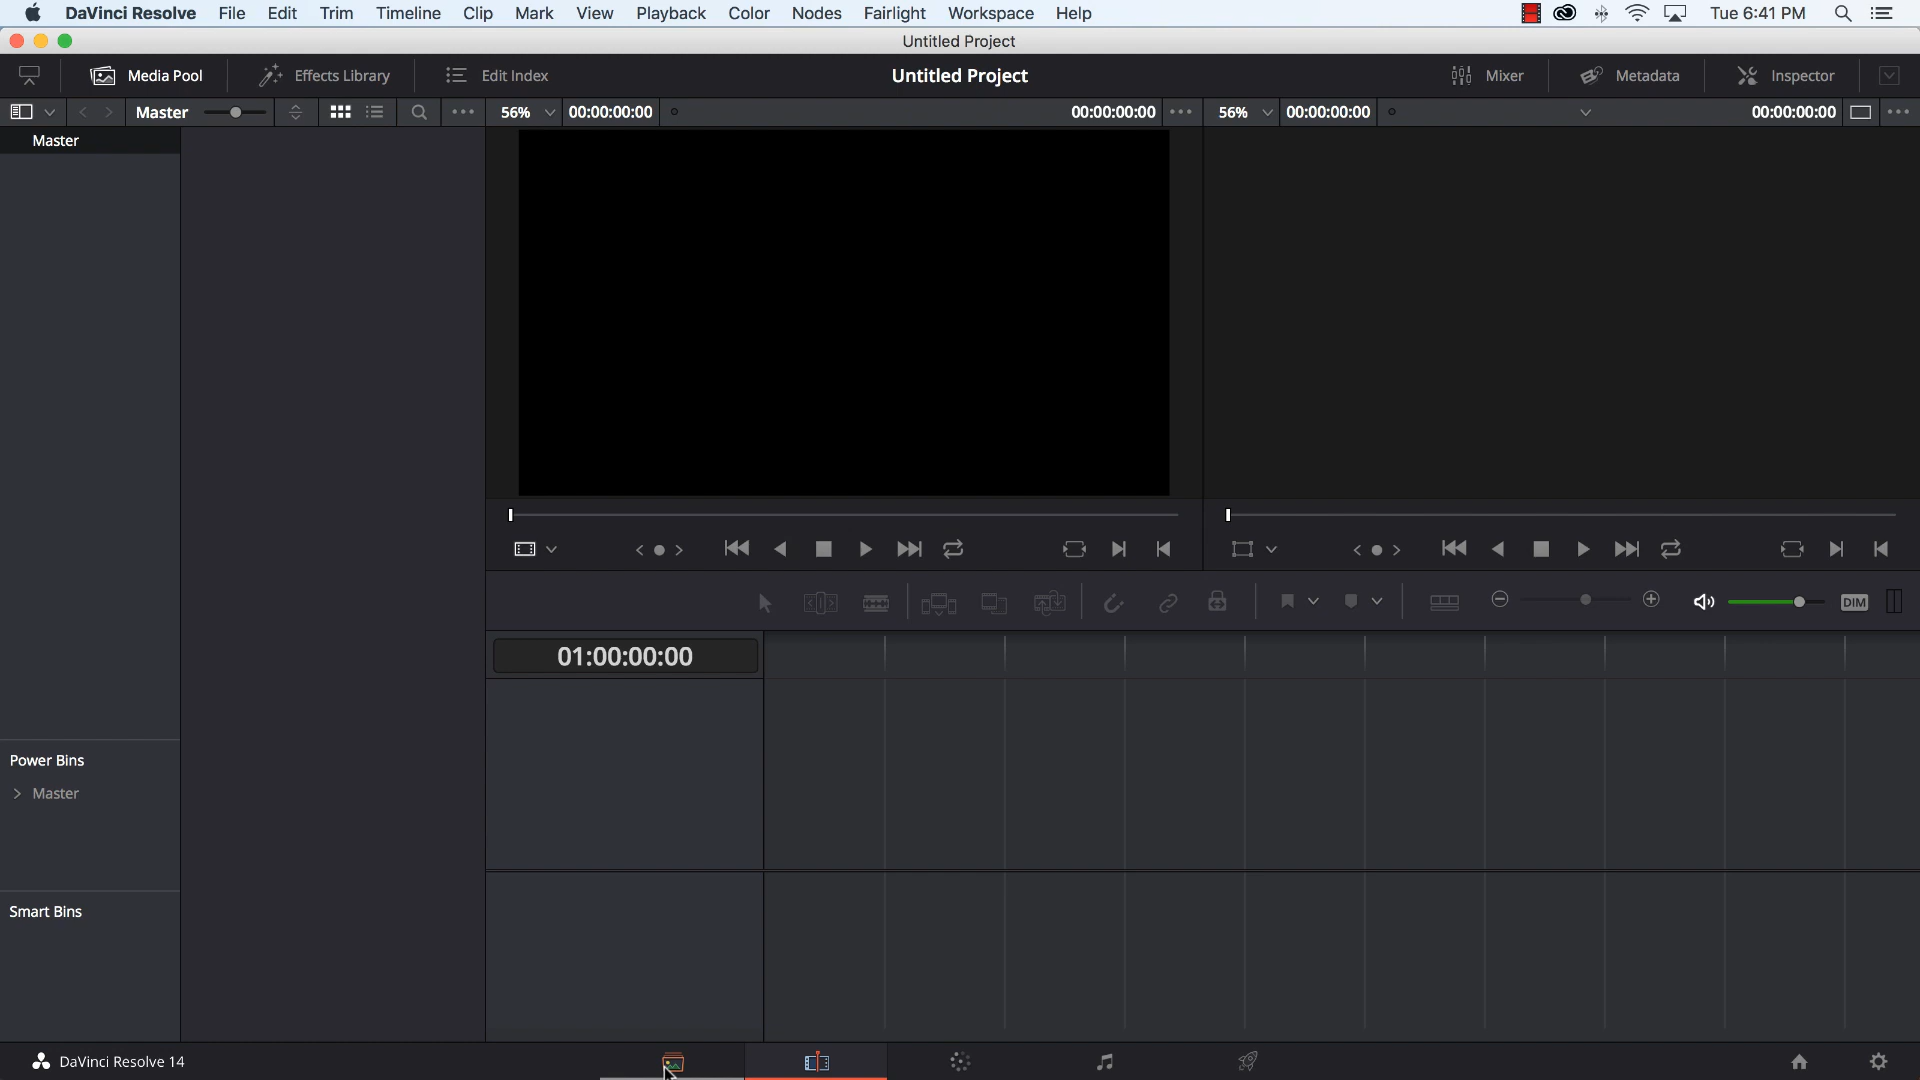 DaVinci Resolve File Edit Trim Timeline Clip Mark View Playback Color Nodes Fairlight Workspace Help Tue 6:41 PM
Untitled Project
Media Pool Effects Library Edit Index Untitled Project Mixer Metadata Inspector
Master 56% 00:00:00:00 00:00:00:00 56% 00:00:00:00 00:00:00:00
Master
DIM
01:00:00:00
Power Bins
Master
Smart Bins
DaVinci Resolve 14